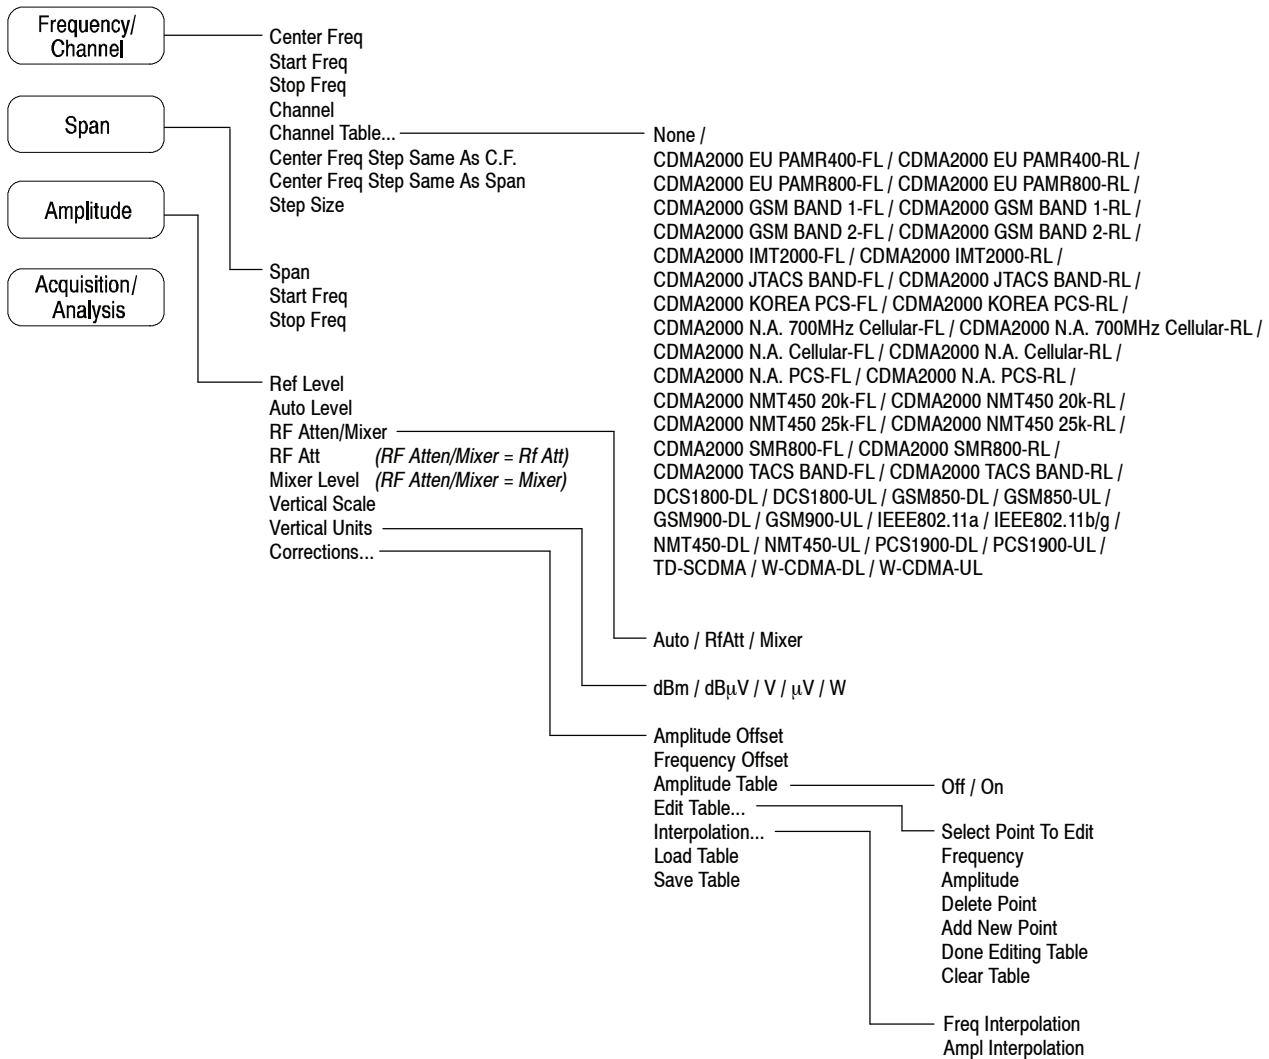 Frequency/
Channel
Span
Amplitude
Acquisition/
Analysis
Center Freq
Start Freq
Stop Freq
Channel
Channel Table...
Center Freq Step Same As C.F.
Center Freq Step Same As Span
Step Size
Span
Start Freq
Stop Freq
Ref Level
Auto Level
RF Atten/Mixer
RF Att (RF Atten/Mixer = Rf Att)
Mixer Level (RF Atten/Mixer = Mixer)
Vertical Scale
Vertical Units
Corrections...
None /
CDMA2000 EU PAMR400-FL / CDMA2000 EU PAMR400-RL /
CDMA2000 EU PAMR800-FL / CDMA2000 EU PAMR800-RL /
CDMA2000 GSM BAND 1-FL / CDMA2000 GSM BAND 1-RL /
CDMA2000 GSM BAND 2-FL / CDMA2000 GSM BAND 2-RL /
CDMA2000 IMT2000-FL / CDMA2000 IMT2000-RL /
CDMA2000 JTACS BAND-FL / CDMA2000 JTACS BAND-RL /
CDMA2000 KOREA PCS-FL / CDMA2000 KOREA PCS-RL /
CDMA2000 N.A. 700MHz Cellular-FL / CDMA2000 N.A. 700MHz Cellular-RL /
CDMA2000 N.A. Cellular-FL / CDMA2000 N.A. Cellular-RL /
CDMA2000 N.A. PCS-FL / CDMA2000 N.A. PCS-RL /
CDMA2000 NMT450 20k-FL / CDMA2000 NMT450 20k-RL /
CDMA2000 NMT450 25k-FL / CDMA2000 NMT450 25k-RL /
CDMA2000 SMR800-FL / CDMA2000 SMR800-RL /
CDMA2000 TACS BAND-FL / CDMA2000 TACS BAND-RL /
DCS1800-DL / DCS1800-UL / GSM850-DL / GSM850-UL /
GSM900-DL / GSM900-UL / IEEE802.11a / IEEE802.11b/g /
NMT450-DL / NMT450-UL / PCS1900-DL / PCS1900-UL /
TD-SCDMA / W-CDMA-DL / W-CDMA-UL
Auto / RfAtt / Mixer
dBm / dBμV / V / μV / W
Amplitude Offset
Frequency Offset
Amplitude Table
Edit Table...
Interpolation...
Load Table
Save Table
Off / On
Select Point To Edit
Frequency
Amplitude
Delete Point
Add New Point
Done Editing Table
Clear Table
Freq Interpolation
Ampl Interpolation